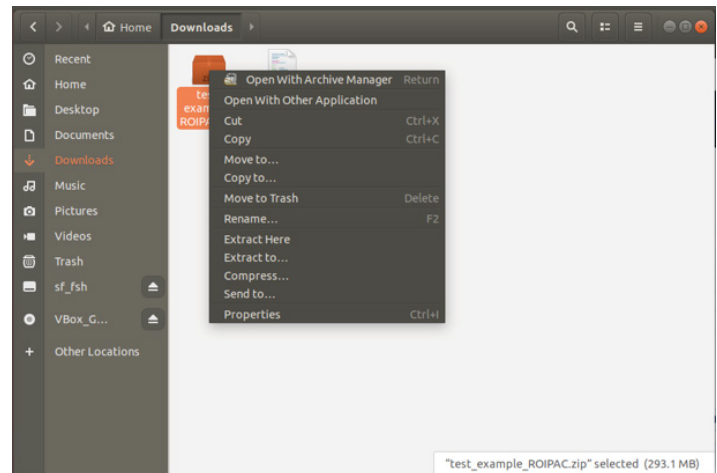 Home Downloads
Recent
Home
Desktop
Documents
Downloads
Music
Pictures
Videos
Trash
sf_fsh
VBox_G...
Other Locations
Open With Archive Manager Return
Open With Other Application
Cut Ctrl+X
Copy Ctrl+C
Move to...
Copy to...
Move to Trash Delete
Rename... F2
Extract Here
Extract to...
Compress...
Send to...
Properties Ctrl+I
"test_example_ROIPAC.zip" selected (293.1 MB)